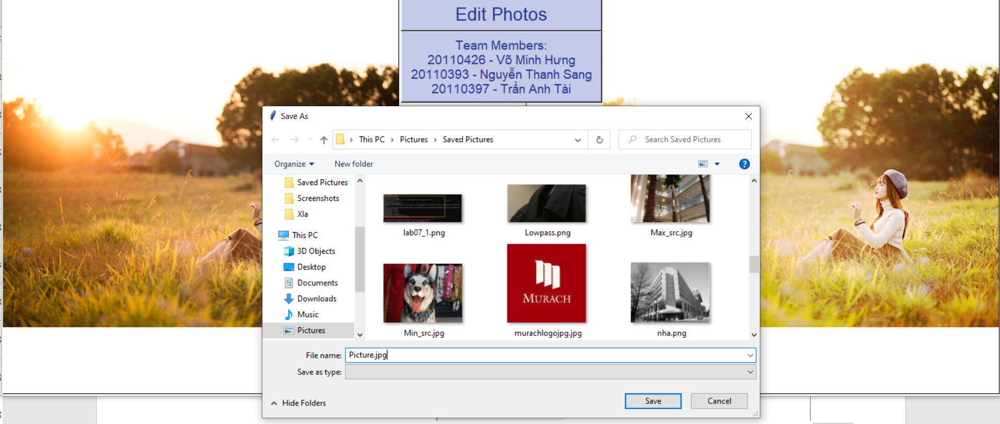 Edit Photos
Team Members:
20110426 - Võ Minh Hưng
20110393 - Nguyễn Thanh Sang
20110397 - Trần Anh Tài
Save As
This PC > Pictures > Saved Pictures
Search Saved Pictures
Organize
New folder
Saved Pictures
Screenshots
Xla
This PC
3D Objects
Desktop
Documents
Downloads
Music
Pictures
lab07_1.png
Lowpass.png
Max_src.jpg
MURACH
Min_src.jpg
murachlogojpg.jpg
nha.png
File name: Picture.jpg
Save as type:
Hide Folders
Save
Cancel